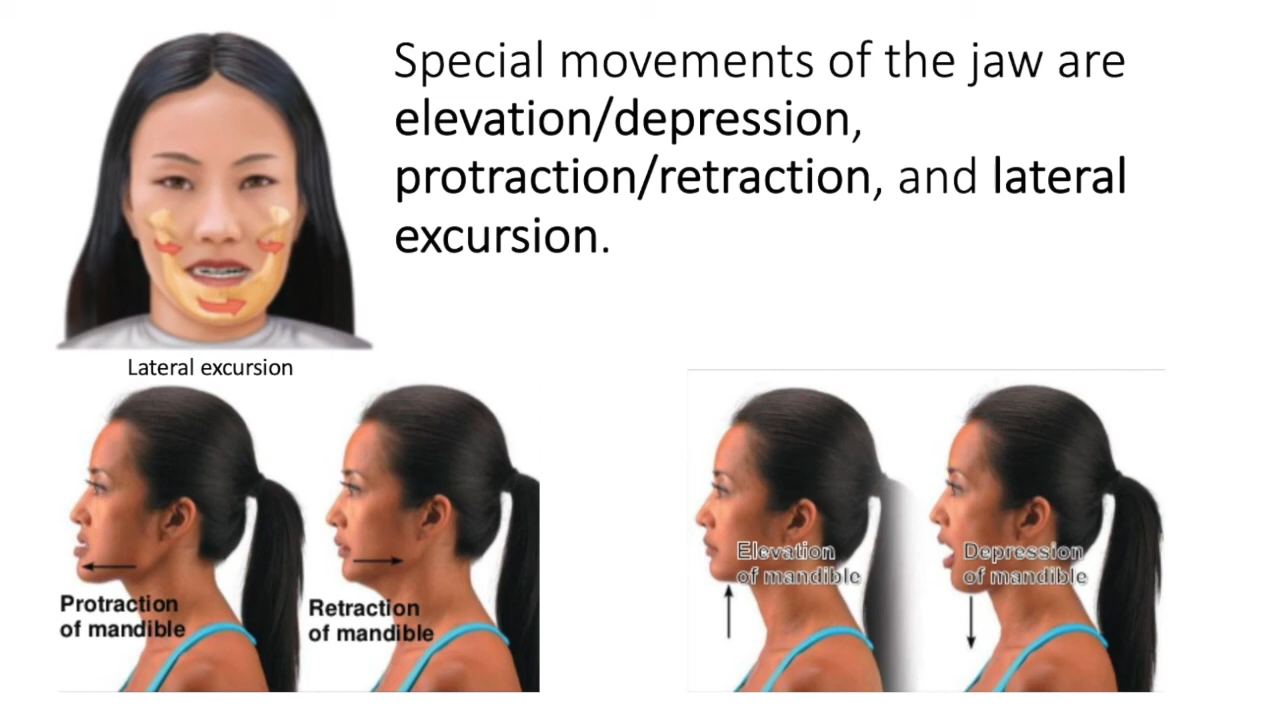 Special movements of the jaw are
elevation/depression,
protraction/retraction, and lateral
excursion.
Lateral excursion
Protraction
of mandible
Retraction
of mandible
Elevation
of mandible
Depression
of mandible